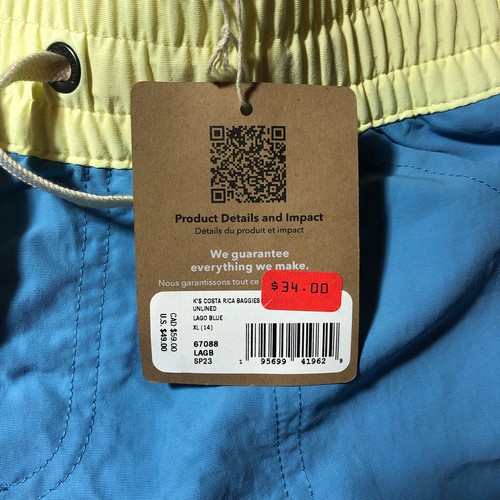 Product Details and Impact
Détails du produit et impact
We guarantee
everything we make.
Nous garantissons tout ce
$34.00
K'S COSTA RICA BAGGIES
UNLINED
LAGO BLUE
XL (14)
67088
LAGB
SP23
CAD $59.00
U.S. $49.00
1 95699 41962 9